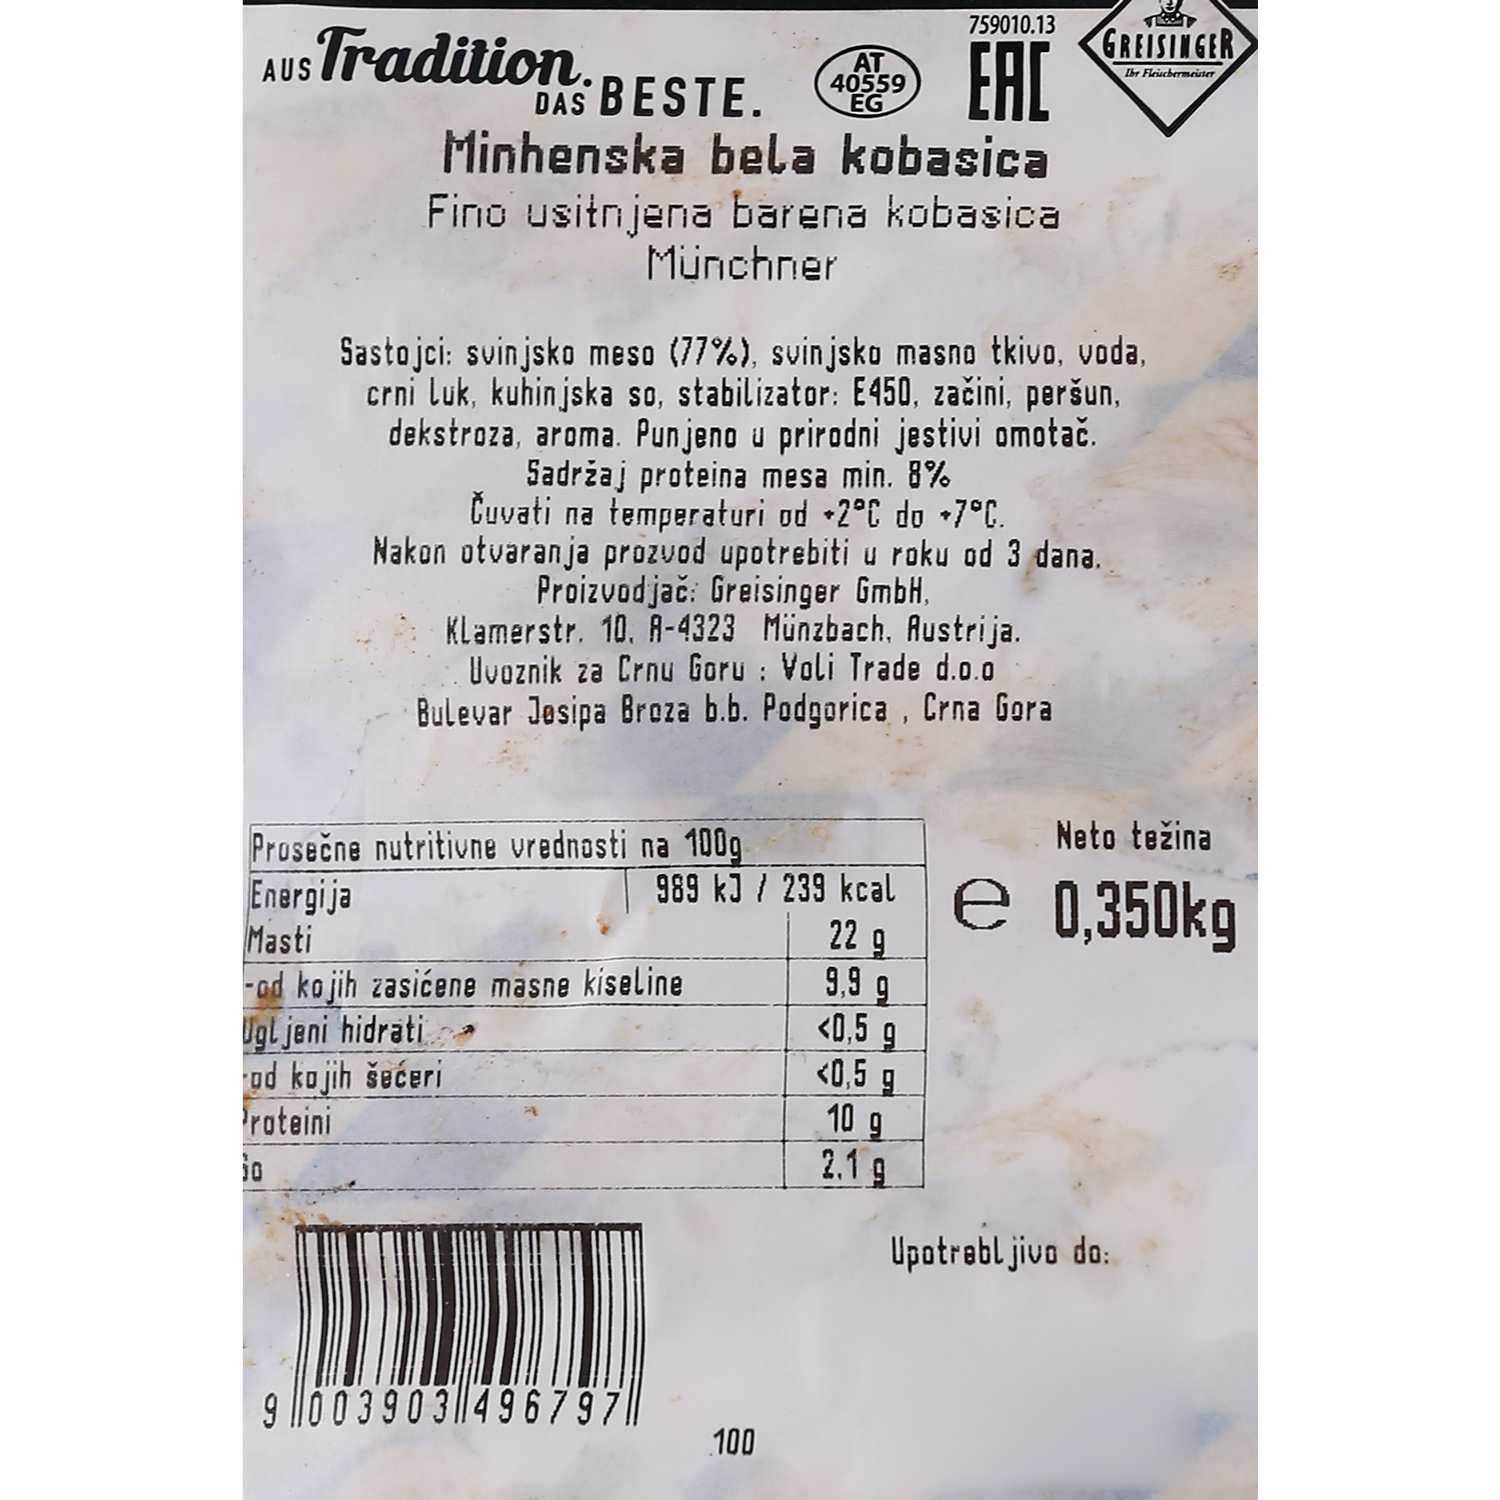 AUS Tradition.
DAS BESTE.
AT
40559
EG
759010.13
EAC
GREISINGER
Ihr Fleischermeister
Minhenska bela kobasica
Fino usitnjena barena kobasica
Münchner
Sastojci: svinjsko meso (77%), svinjsko masno tkivo, voda,
crni luk, kuhinjska so, stabilizator: E450, začini, peršun,
dekstroza, aroma. Punjeno u prirodni jestivi omotač.
Sadržaj proteina mesa min. 8%
Čuvati na temperaturi od +2°C do +7°C.
Nakon otvaranja prozvod upotrebiti u roku od 3 dana.
Proizvodjač: Greisinger GmbH,
Klamerstr. 10, A-4323 Münzbach, Austrija.
Uvoznik za Crnu Goru : Voli Trade d.o.o
Bulevar Josipa Broza b.b. Podgorica , Crna Gora
Prosečne nutritivne vrednosti na 100g
Energija 989 kJ / 239 kcal
Masti 22 g
-od kojih zasićene masne kiseline 9,9 g
Ugljeni hidrati <0,5 g
-od kojih šećeri <0,5 g
Proteini 10 g
So 2.1 g
Neto težina
e 0,350kg
Upotrebljivo do:
9 003903 496797
100